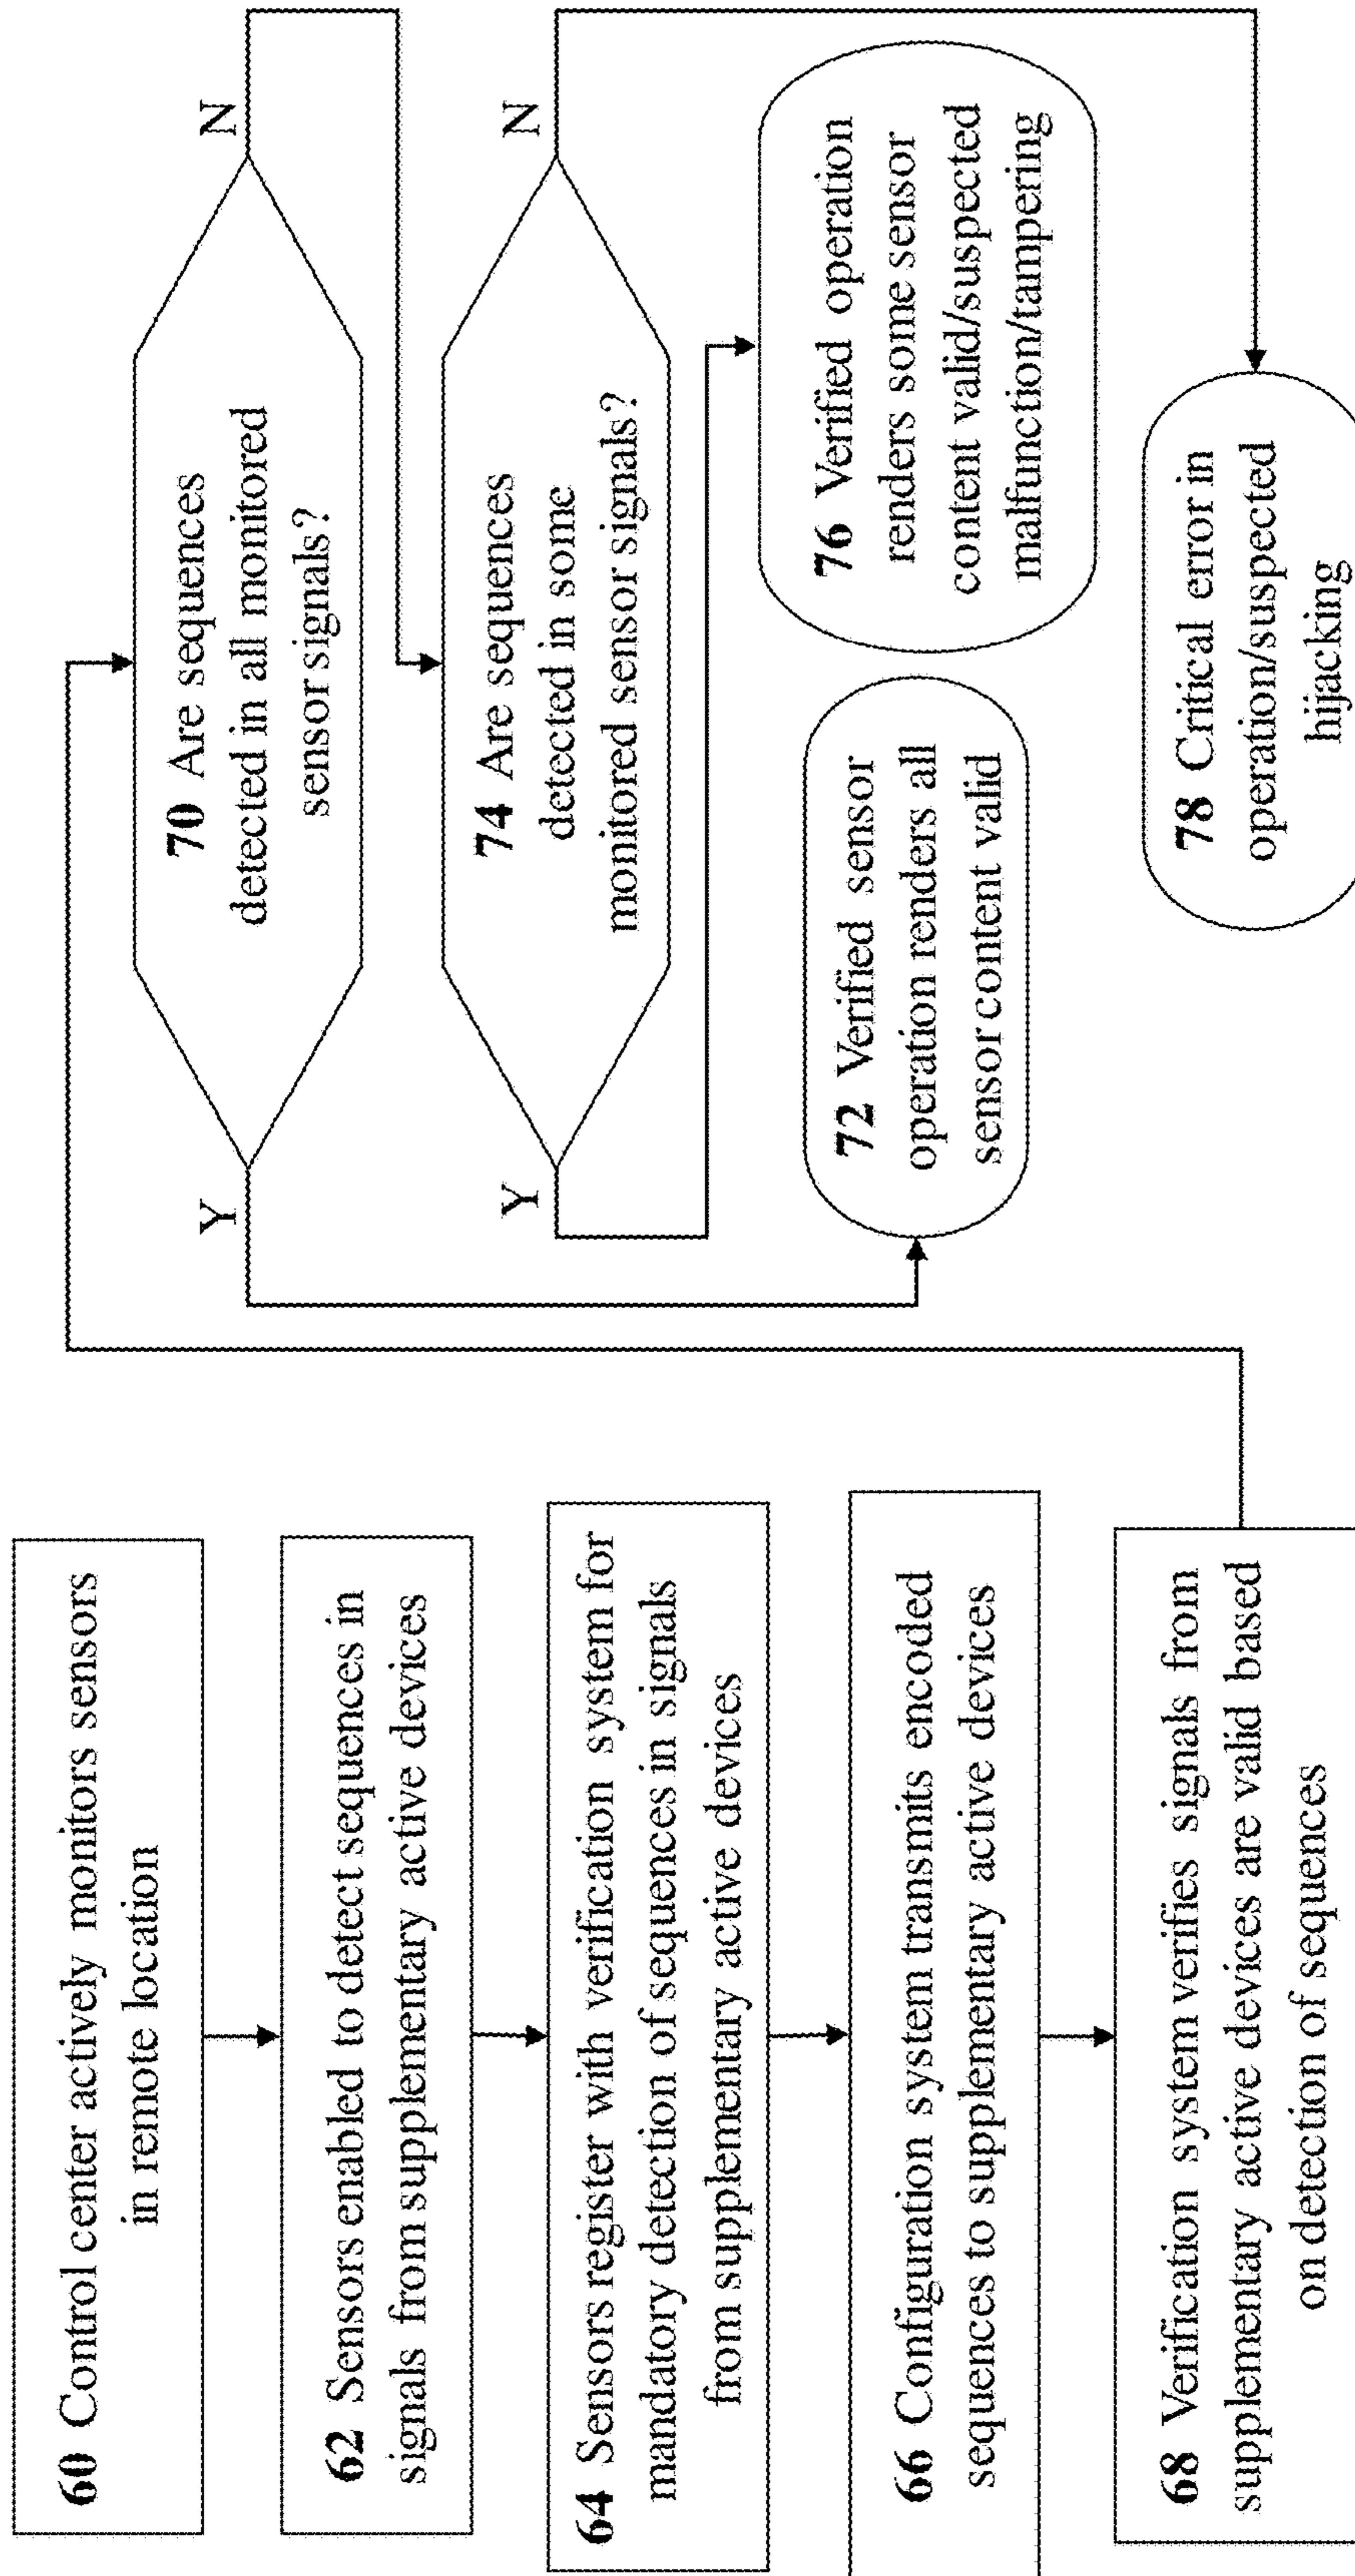 60 Control center actively monitors sensors
in remote location
62 Sensors enabled to detect sequences in
signals from supplementary active devices
64 Sensors register with verification system for
mandatory detection of sequences in signals
from supplementary active devices
66 Configuration system transmits encoded
sequences to supplementary active devices
68 Verification system verifies signals from
supplementary active devices are valid based
on detection of sequences
70 Are sequences
detected in all monitored
sensor signals?
Y
N
74 Are sequences
detected in some
monitored sensor signals?
Y
N
72 Verified sensor
operation renders all
sensor content valid
76 Verified operation
renders some sensor
content valid/suspected
malfunction/tampering
78 Critical error in
operation/suspected
hijacking